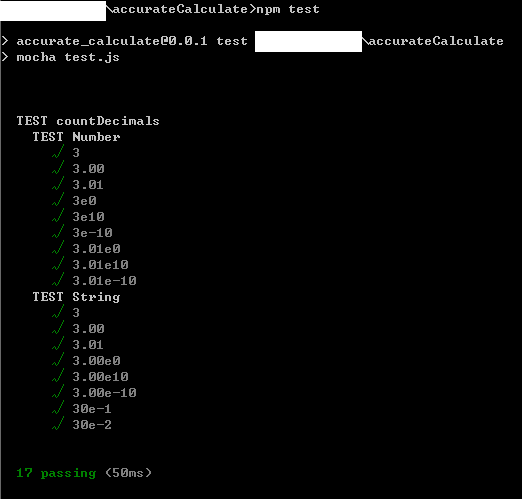 \accurateCalculate>npm test
> accurate_calculate@0.0.1 test \accurateCalculate
> mocha test.js
TEST countDecimals
TEST Number
√ 3
√ 3.00
√ 3.01
√ 3e0
√ 3e10
√ 3e-10
√ 3.01e0
√ 3.01e10
√ 3.01e-10
TEST String
√ 3
√ 3.00
√ 3.01
√ 3.00e0
√ 3.00e10
√ 3.00e-10
√ 30e-1
√ 30e-2
17 passing (50ms)